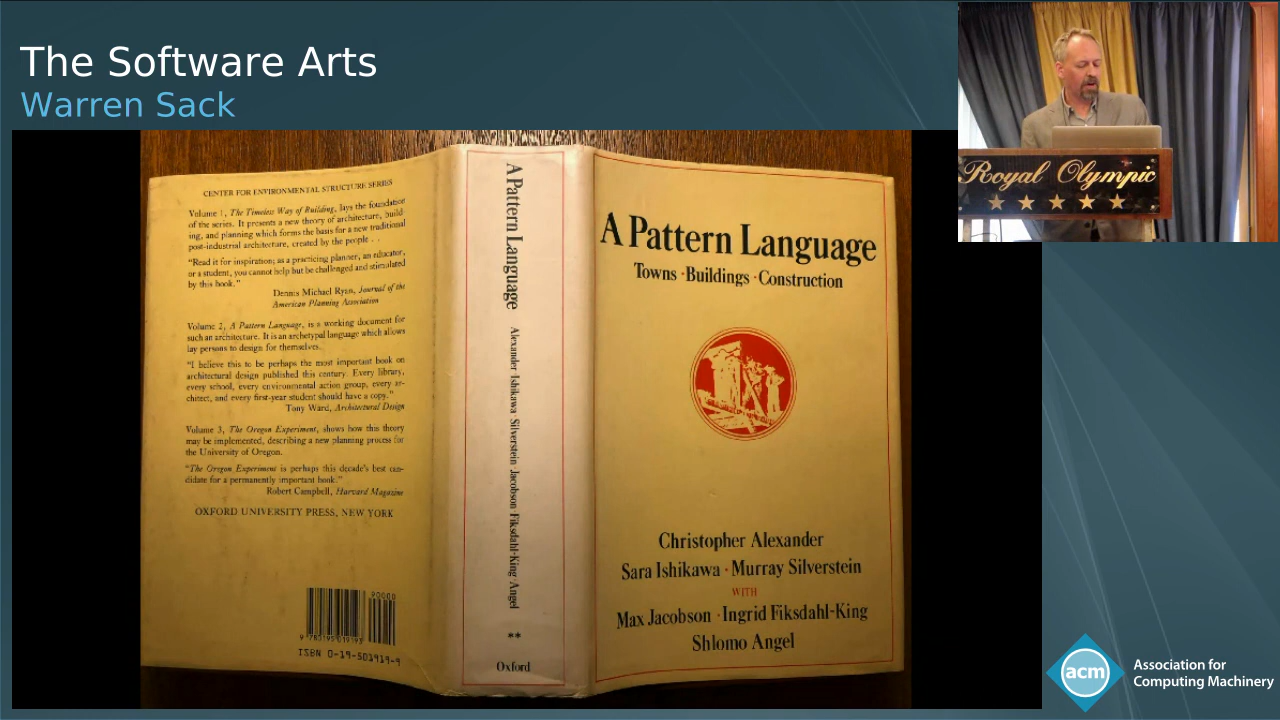 The Software Arts
Warren Sack
Royal Olympic
CENTER FOR ENVIRONMENTAL STRUCTURE SERIES
Volume 1, The Timeless Way of Building, lays the foundation
of the series. It presents a new theory of architecture, build-
ing, and planning which forms the basis for a new traditional
post-industrial architecture, created by the people . .
"Read it for inspiration; as a practicing planner, an educator,
or a student, you cannot help but be challenged and stimulated
by this book."
Dennis Michael Ryan, Journal of the
American Planning Association
Volume 2, A Pattern Language, is a working document for
such an architecture. It is an archetypal language which allows
lay persons to design for themselves.
"I believe this to be perhaps the most important book on
architectural design published this century. Every library,
every school, every environmental action group, every ar-
chitect, and every first-year student should have a copy."
Tony Ward, Architectural Design
Volume 3, The Oregon Experiment, shows how this theory
may be implemented, describing a new planning process for
the University of Oregon.
"The Oregon Experiment is perhaps this decade's best can-
didate for a permanently important book."
Robert Campbell, Harvard Magazine
OXFORD UNIVERSITY PRESS, NEW YORK
90000
9 780195 019193
ISBN 0-19-501919-9
A Pattern Language
Alexander Ishikawa Silverstein Jacobson Fiksdahl-King Angel
**
Oxford
A Pattern Language
Towns · Buildings · Construction
Christopher Alexander
Sara Ishikawa · Murray Silverstein
WITH
Max Jacobson · Ingrid Fiksdahl-King
Shlomo Angel
acm
Association for
Computing Machinery